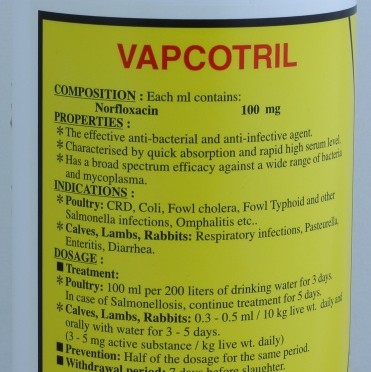 VAPCOTRIL
COMPOSITION : Each ml contains:
Norfloxacin 100 mg
PROPERTIES :
*The effective anti-bacterial and anti-infective agent.
*Characterised by quick absorption and rapid high serum level.
*Has a broad spectrum efficacy against a wide range of bacteria
and mycoplasma.
INDICATIONS :
*Poultry: CRD, Coli, Fowl cholera, Fowl Typhoid and other
Salmonella infections, Omphalitis etc..
*Calves, Lambs, Rabbits: Respiratory infections, Pasteurella,
Enteritis, Diarrhea.
DOSAGE :
■Treatment:
*Poultry: 100 ml per 200 liters of drinking water for 3 days.
In case of Salmonellosis, continue treatment for 5 days.
*Calves, Lambs, Rabbits: 0.3 - 0.5 ml / 10 kg live wt. daily and
orally with water for 3 - 5 days.
(3 - 5 mg active substance / kg live wt. daily)
■Prevention: Half of the dosage for the same period.
■Withdrawal period: 7 days before slaughter.